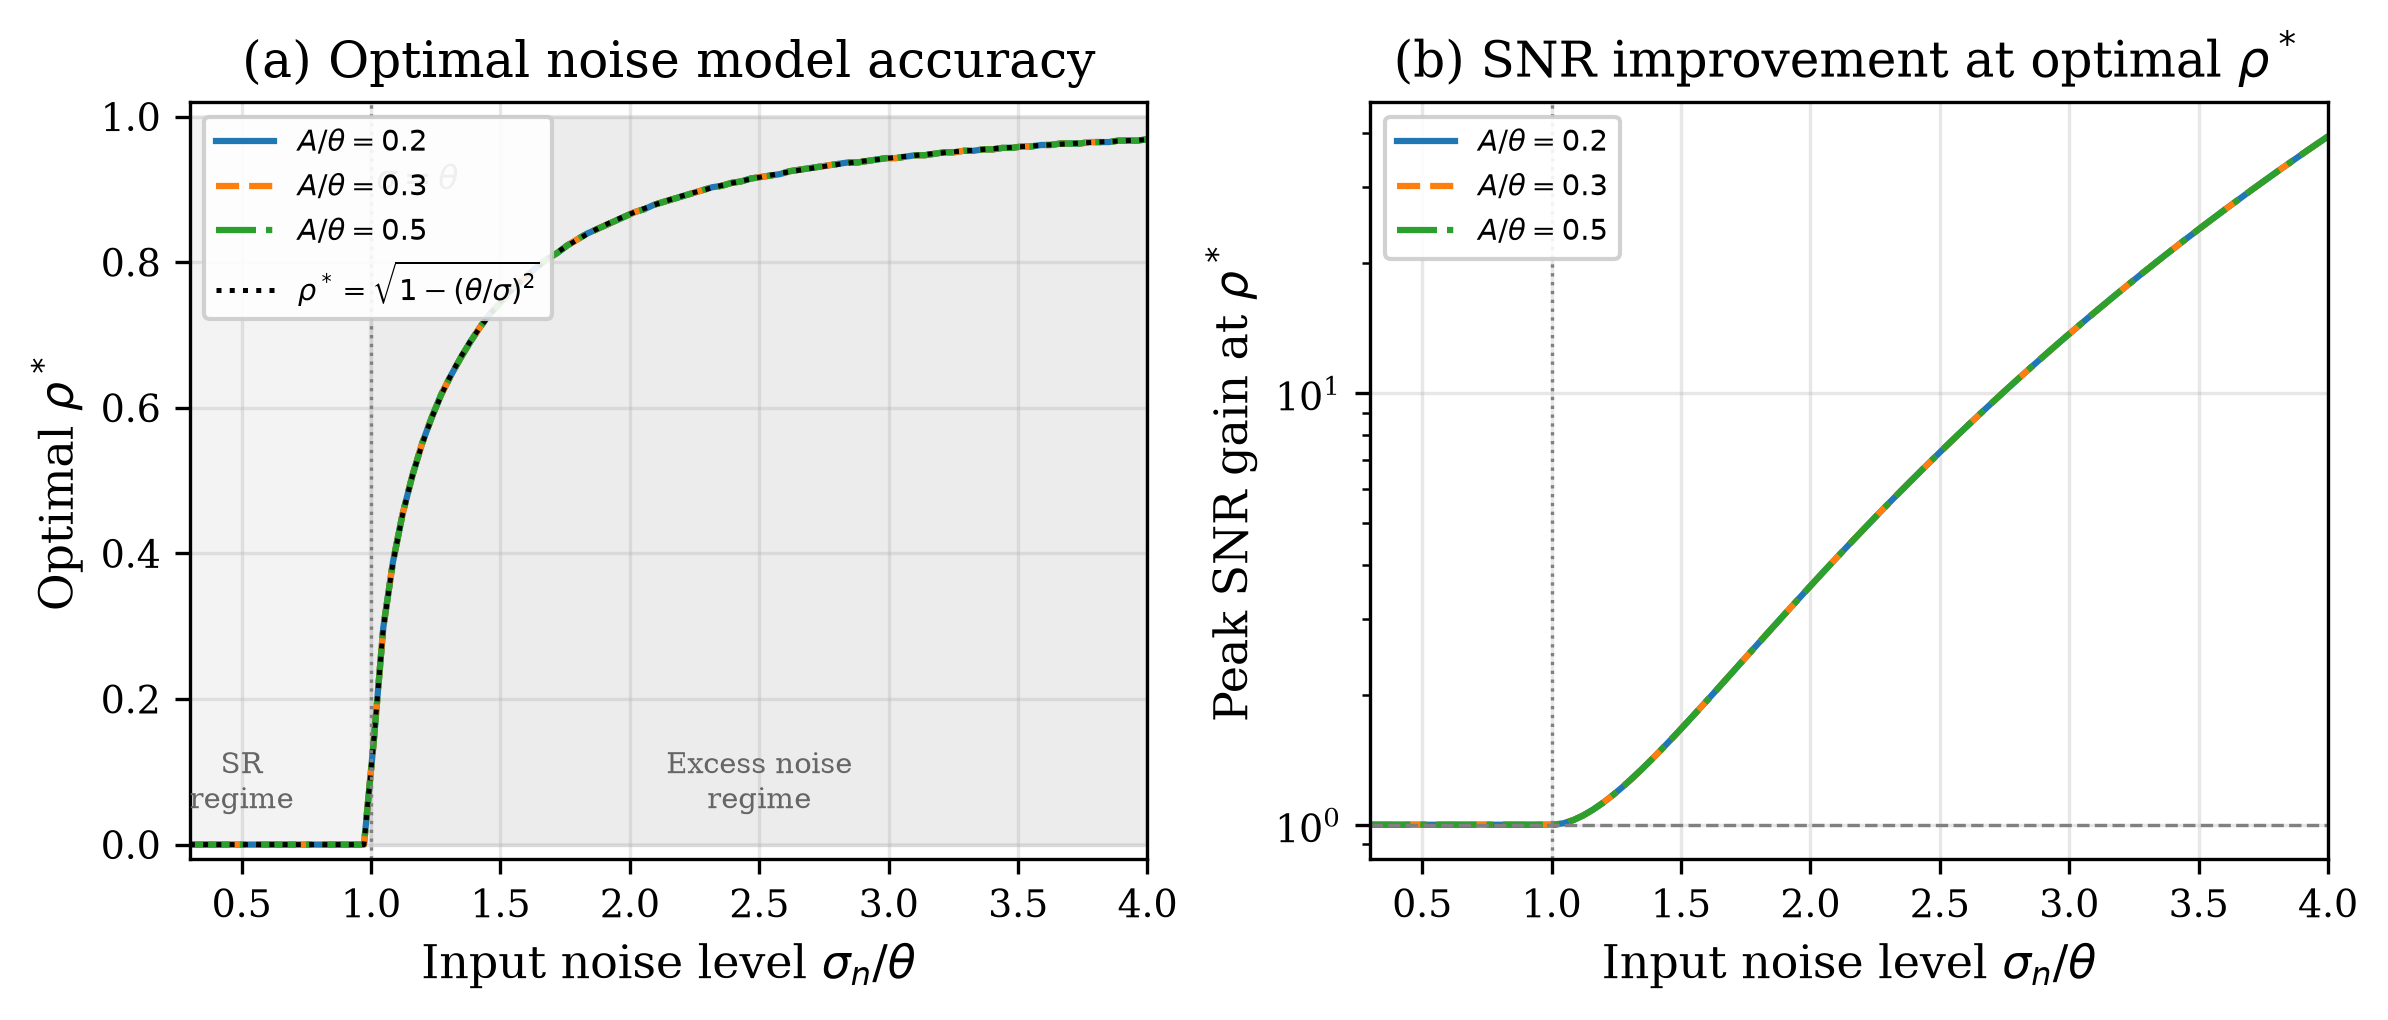 (a) Optimal noise model accuracy
Optimal ρ*
1.0
0.8
0.6
0.4
0.2
0.0
A/θ = 0.2
A/θ = 0.3
A/θ = 0.5
ρ* = √1 − (θ/σ)²
θ
SR
regime
Excess noise
regime
0.5 1.0 1.5 2.0 2.5 3.0 3.5 4.0
Input noise level σₙ/θ
(b) SNR improvement at optimal ρ*
Peak SNR gain at ρ*
10¹
10⁰
A/θ = 0.2
A/θ = 0.3
A/θ = 0.5
0.5 1.0 1.5 2.0 2.5 3.0 3.5 4.0
Input noise level σₙ/θ